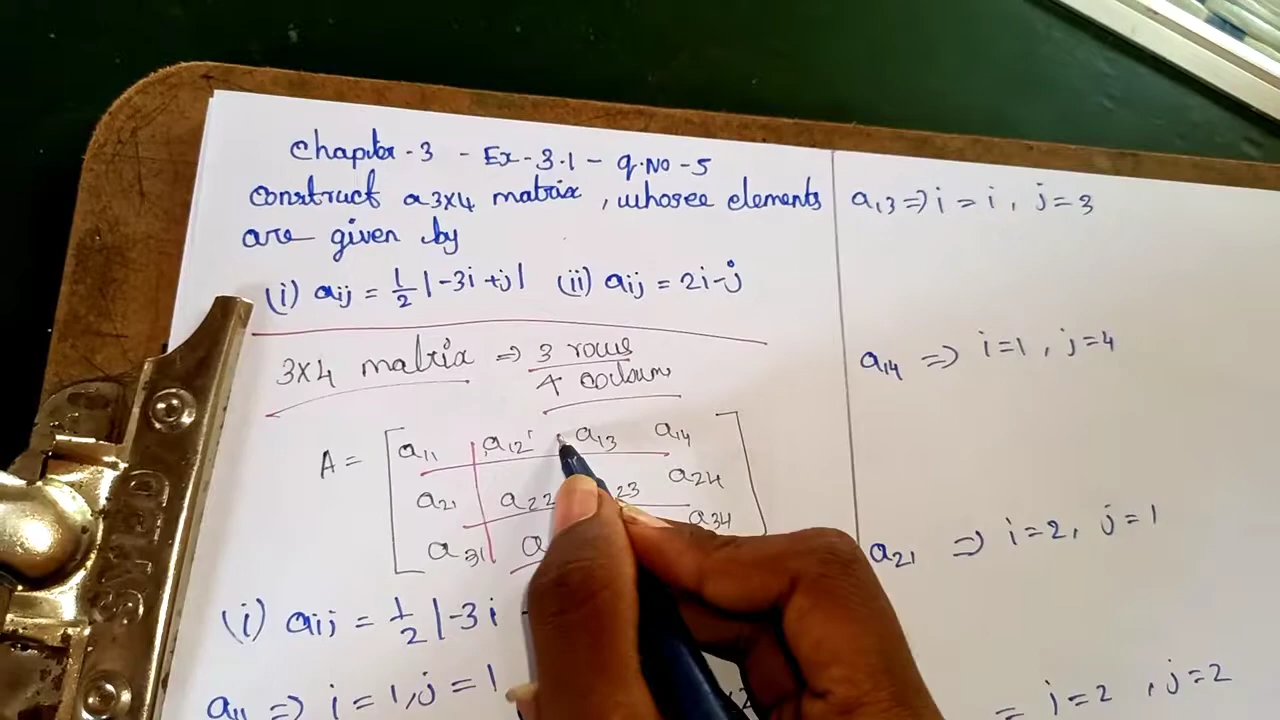 Chapter-3 - Ex-3.1 - q.No-5
construct a 3x4 matrix, whosee elements
are given by
(i) aij = 1/2 |-3i+j| (ii) aij = 2i-j
3x4 matrix ⇒ 3 rows
4 column
A = [ a11 a12 a13 a14
a21 a22 23 a24
a31 a a34 ]
(i) aij = 1/2 |-3i
a11 ⇒ i=1, j=1
a13 ⇒ i = i, j=3
a14 ⇒ i=1, j=4
a21 ⇒ i=2, j=1
= i=2, j=2